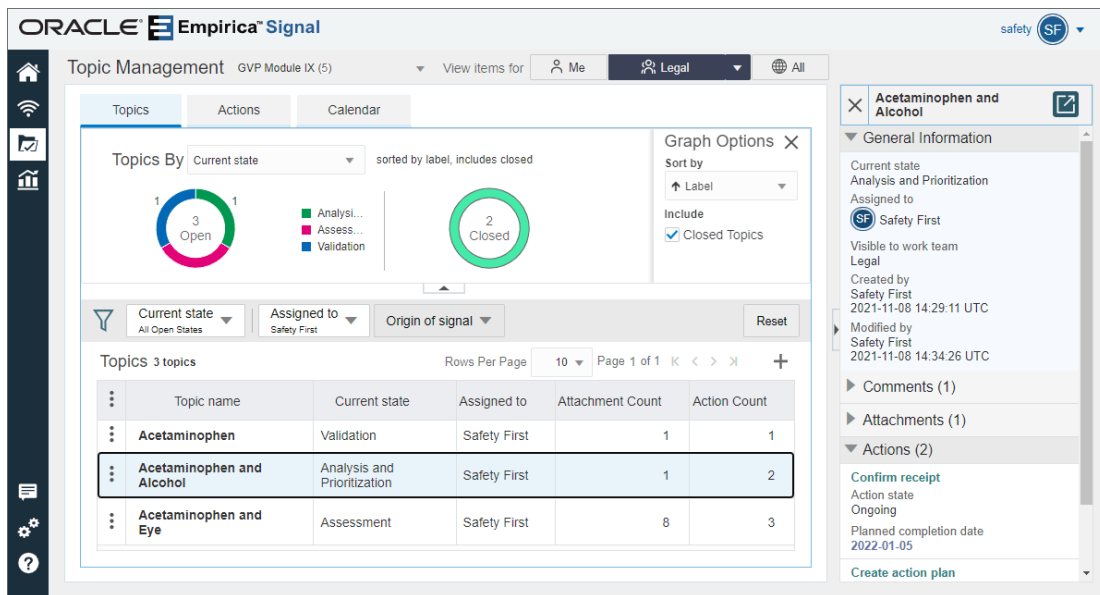 ORACLE Empirica™ Signal
safety SF
Topic Management GVP Module IX (5) View items for Me Legal All
Topics Actions Calendar
Topics By Current state sorted by label, includes closed
1 1
3
Open
Analysi...
Assess...
Validation
2
Closed
Graph Options
Sort by
Label
Include
Closed Topics
Current state
All Open States
Assigned to
Safety First
Origin of signal
Reset
Topics 3 topics Rows Per Page 10 Page 1 of 1
Topic name Current state Assigned to Attachment Count Action Count
Acetaminophen Validation Safety First 1 1
Acetaminophen and
Alcohol
Analysis and
Prioritization
Safety First 1 2
Acetaminophen and
Eye
Assessment Safety First 8 3
Acetaminophen and
Alcohol
General Information
Current state
Analysis and Prioritization
Assigned to
SF Safety First
Visible to work team
Legal
Created by
Safety First
2021-11-08 14:29:11 UTC
Modified by
Safety First
2021-11-08 14:34:26 UTC
Comments (1)
Attachments (1)
Actions (2)
Confirm receipt
Action state
Ongoing
Planned completion date
2022-01-05
Create action plan